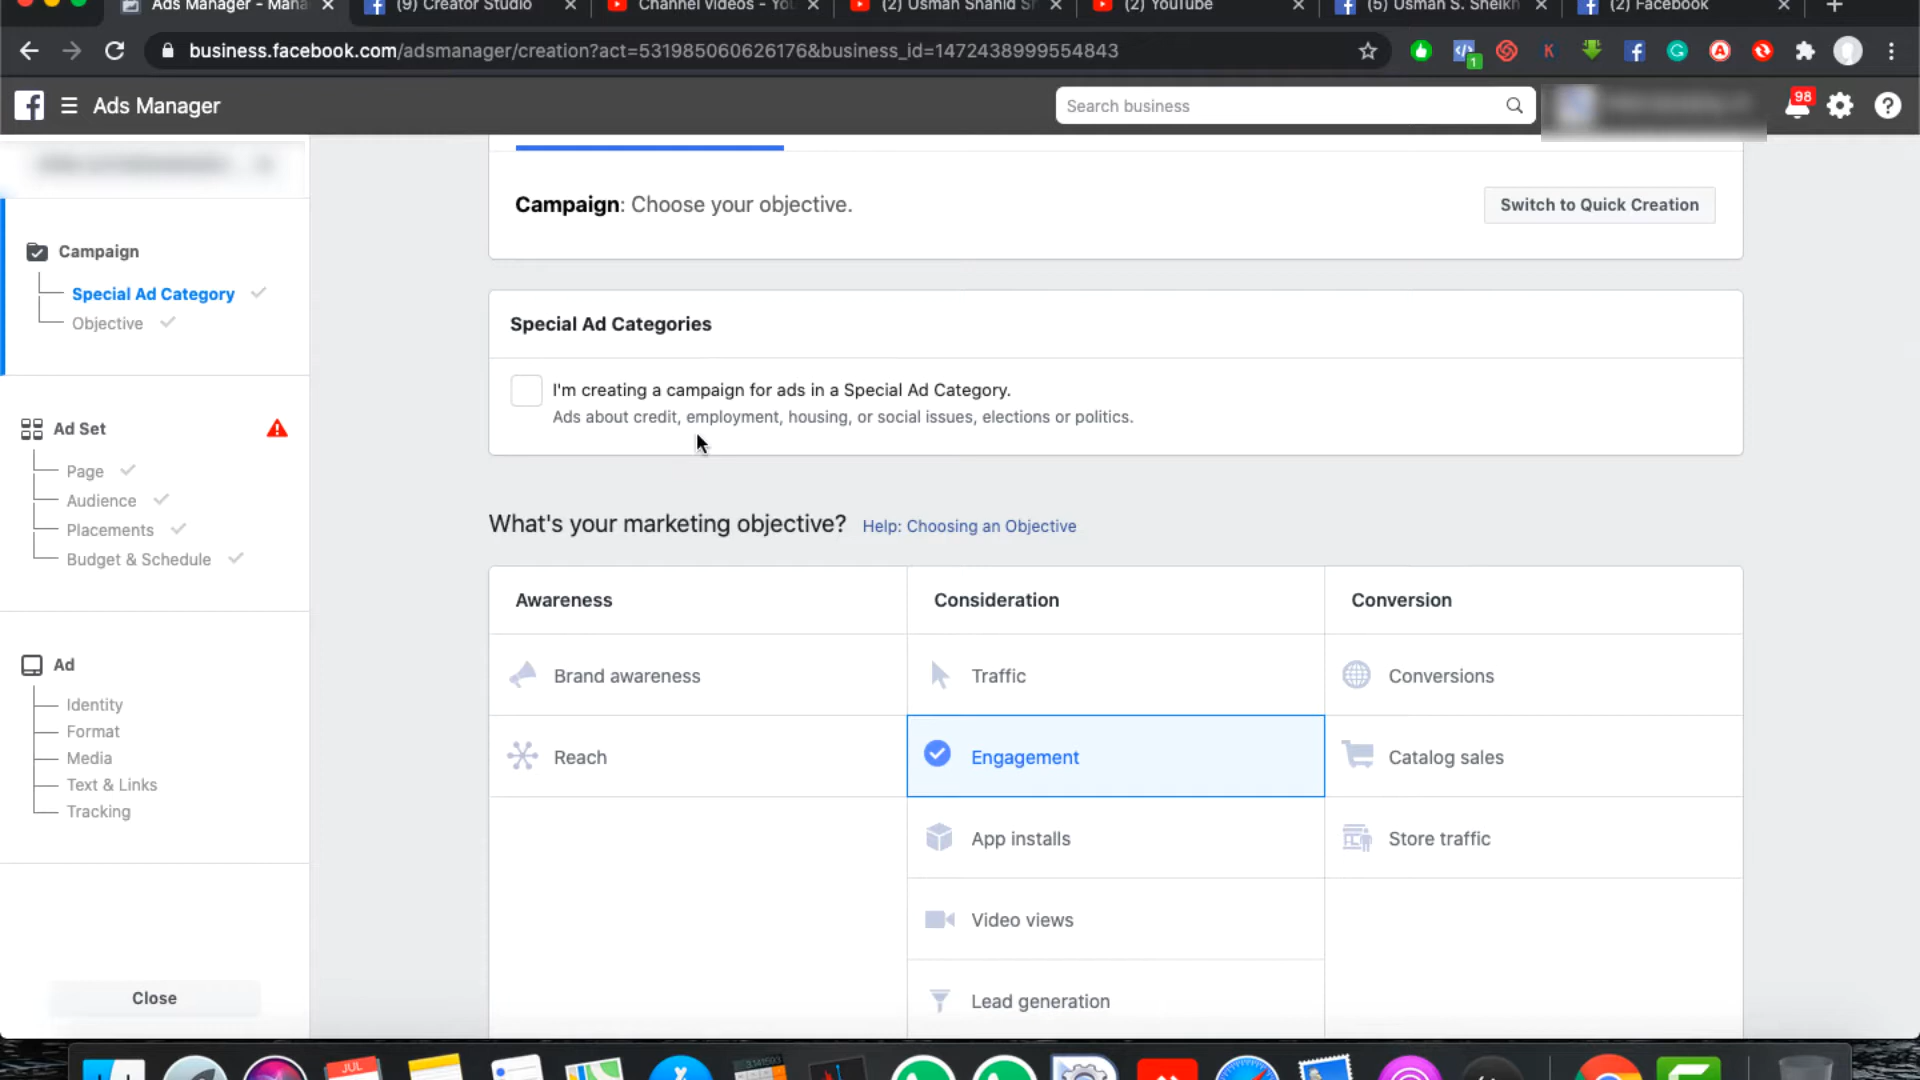 Ads Manager - Mana
(9) Creator Studio
Channel videos - You
(2) Usman Shahid S
(2) YouTube
(5) Usman S. Sheikh
(2) Facebook
business.facebook.com/adsmanager/creation?act=531985060626176&business_id=1472438999554843
1
Ads Manager
Search business
98
Campaign: Choose your objective.
Switch to Quick Creation
Campaign
Special Ad Category
Objective
Special Ad Categories
I'm creating a campaign for ads in a Special Ad Category.
Ads about credit, employment, housing, or social issues, elections or politics.
Ad Set
Page
Audience
Placements
Budget & Schedule
What's your marketing objective? Help: Choosing an Objective
Awareness
Consideration
Conversion
Brand awareness
Traffic
Conversions
Reach
Engagement
Catalog sales
App installs
Store traffic
Video views
Lead generation
Ad
Identity
Format
Media
Text & Links
Tracking
Close
JUL